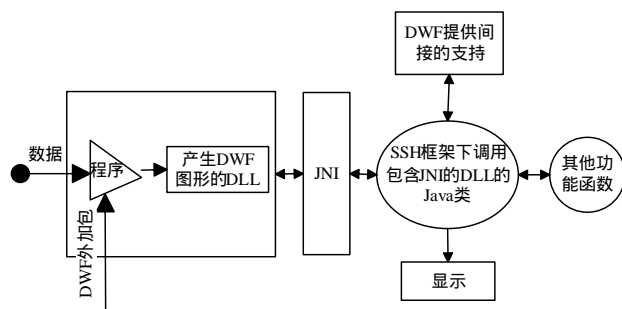 DWF提供间
接的支持
数据
程序
产生DWF
图形的DLL
JNI
SSH框架下调用
包含JNI的DLL的
Java类
其他功
能函数
DWF外加包
显示